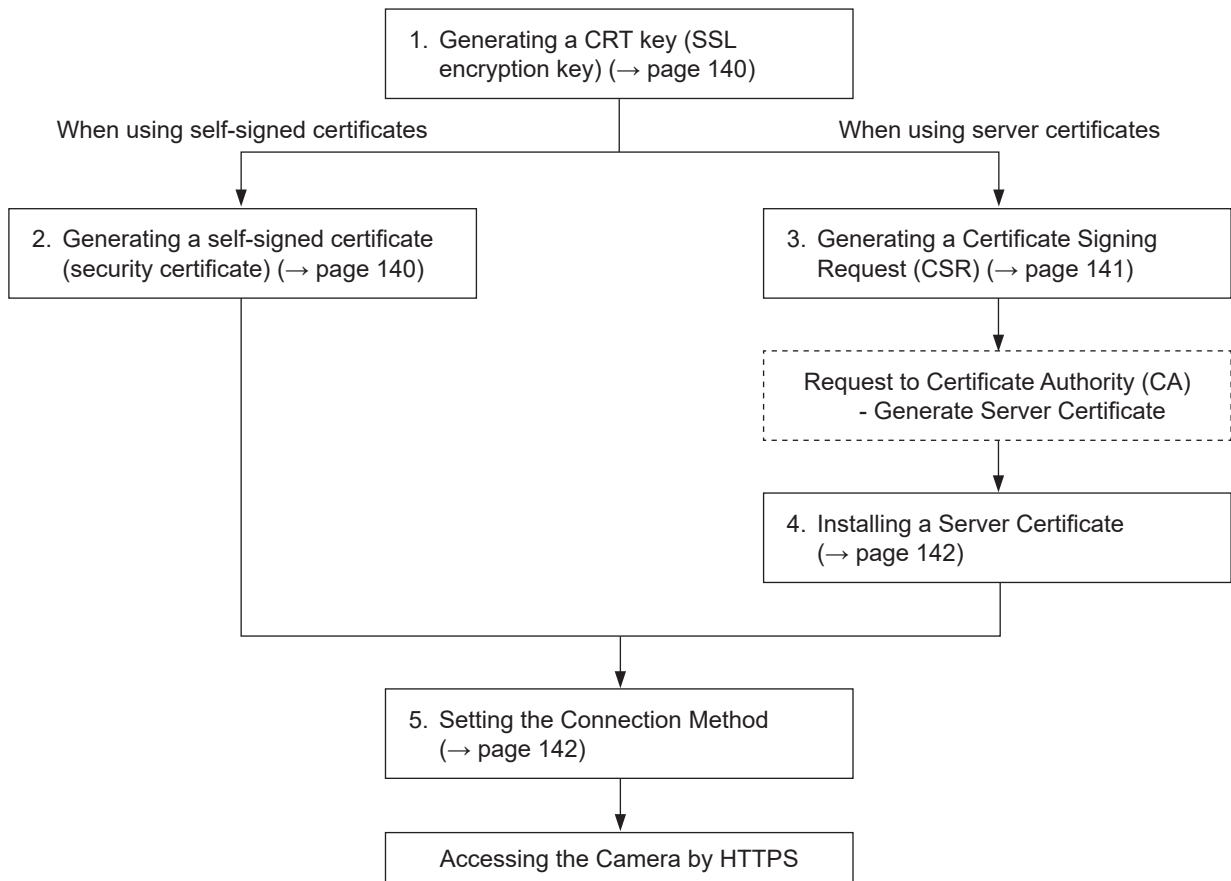 1. Generating a CRT key (SSL
encryption key) (→ page 140)
When using self-signed certificates
When using server certificates
2. Generating a self-signed certificate
(security certificate) (→ page 140)
3. Generating a Certificate Signing
Request (CSR) (→ page 141)
Request to Certificate Authority (CA)
- Generate Server Certificate
4. Installing a Server Certificate
(→ page 142)
5. Setting the Connection Method
(→ page 142)
Accessing the Camera by HTTPS